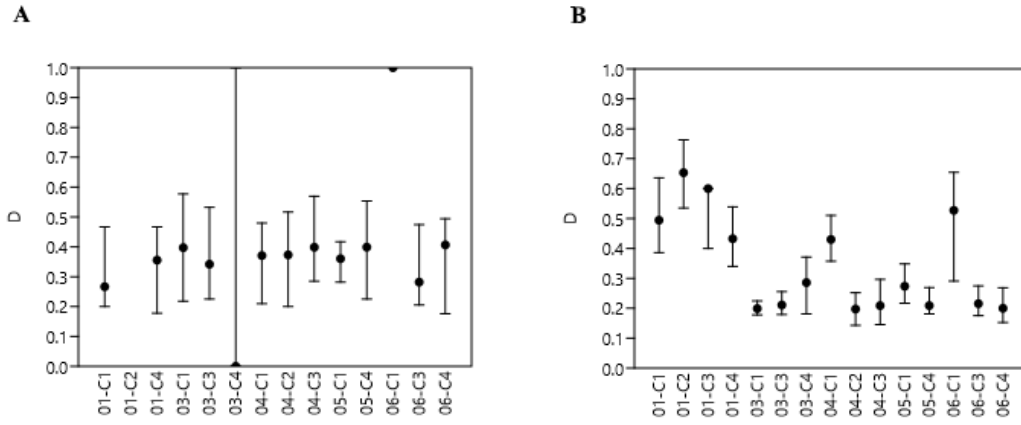 A
1.0
0.9
0.8
0.7
0.6
0.5
0.4
0.3
0.2
0.1
0.0
D
01-C1
01-C2
01-C4
03-C1
03-C3
03-C4
04-C1
04-C2
04-C3
05-C1
05-C4
06-C1
06-C3
06-C4
B
1.0
0.9
0.8
0.7
0.6
0.5
0.4
0.3
0.2
0.1
0.0
D
01-C1
01-C2
01-C3
01-C4
03-C1
03-C3
03-C4
04-C1
04-C2
04-C3
05-C1
05-C4
06-C1
06-C3
06-C4